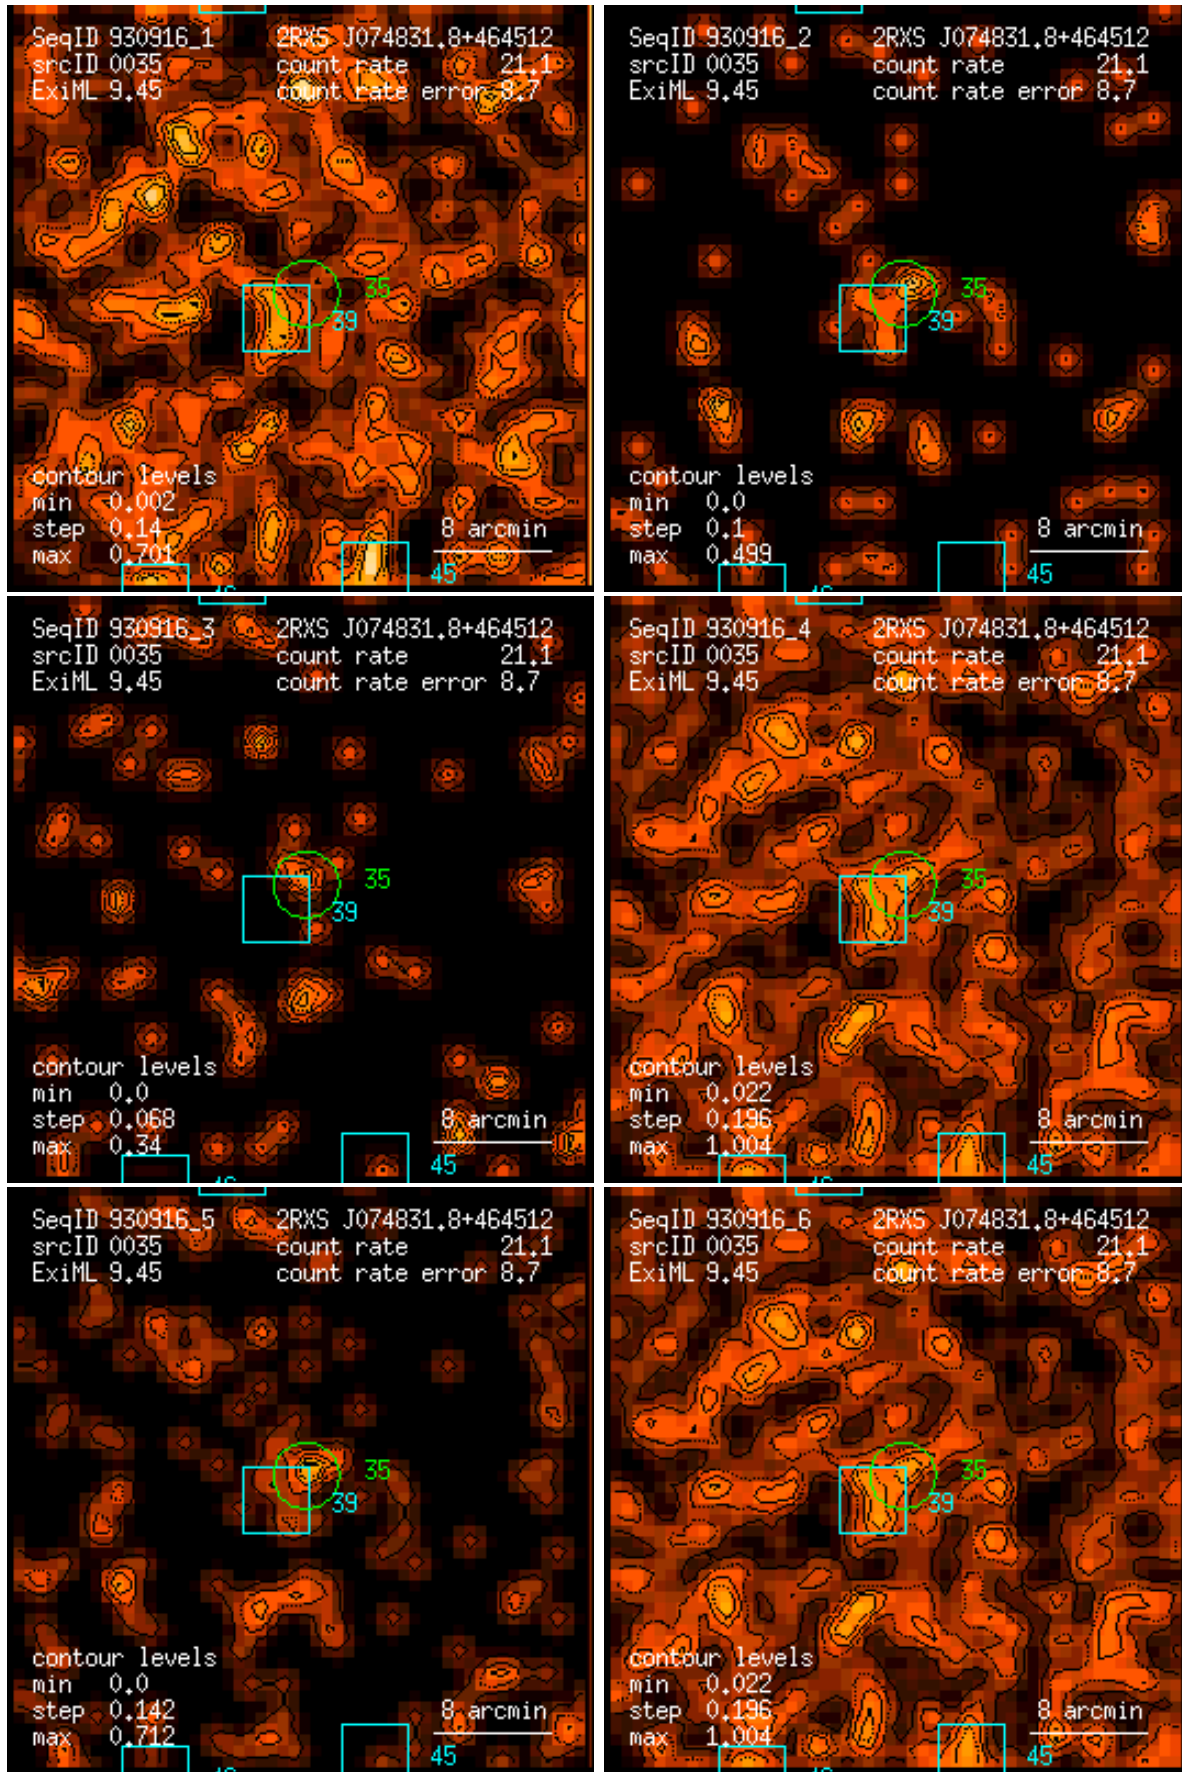 SeqID 930916_1 2RXS J074831.8+464512
srcID 0035 count rate 21.1
ExiML 9.45 count rate error 8.7
35
39
contour levels
min 0.002
step 0.14 8 arcmin
max 0.701
45
SeqID 930916_2 2RXS J074831.8+464512
srcID 0035 count rate 21.1
ExiML 9.45 count rate error 8.7
35
39
contour levels
min 0.0
step 0.1 8 arcmin
max 0.499
45
SeqID 930916_3 2RXS J074831.8+464512
srcID 0035 count rate 21.1
ExiML 9.45 count rate error 8.7
35
39
contour levels
min 0.0
step 0.068 8 arcmin
max 0.34
45
SeqID 930916_4 2RXS J074831.8+464512
srcID 0035 count rate 21.1
ExiML 9.45 count rate error 8.7
35
39
contour levels
min 0.022
step 0.196 8 arcmin
max 1.004
45
SeqID 930916_5 2RXS J074831.8+464512
srcID 0035 count rate 21.1
ExiML 9.45 count rate error 8.7
35
39
contour levels
min 0.0
step 0.142 8 arcmin
max 0.712
45
SeqID 930916_6 2RXS J074831.8+464512
srcID 0035 count rate 21.1
ExiML 9.45 count rate error 8.7
35
39
contour levels
min 0.022
step 0.196 8 arcmin
max 1.004
45